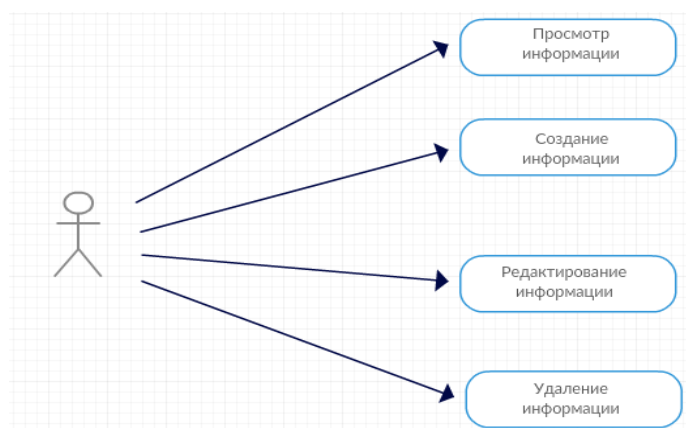 Просмотр
информации
Создание
информации
Редактирование
информации
Удаление
информации